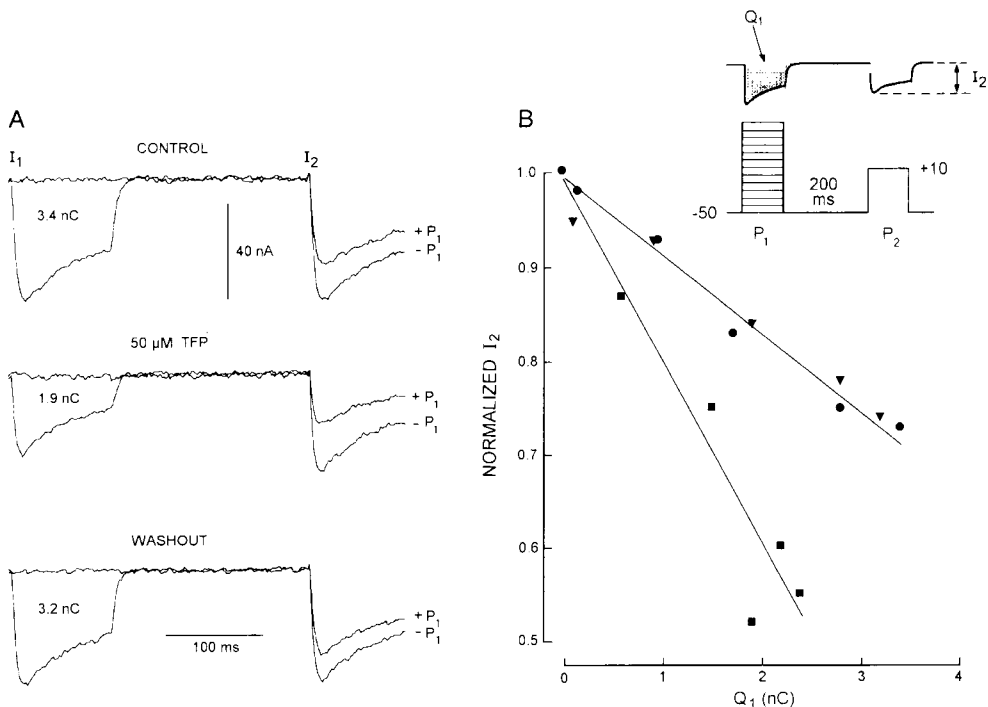 A
CONTROL
I₁
I₂
3.4 nC
40 nA
+ P₁
- P₁
50 µM TFP
1.9 nC
+ P₁
- P₁
WASHOUT
3.2 nC
+ P₁
- P₁
100 ms
B
Q₁
I₂
-50
P₁
200
ms
+10
P₂
NORMALIZED I₂
1.0
0.9
0.8
0.7
0.6
0.5
0
1
2
3
4
Q₁ (nC)